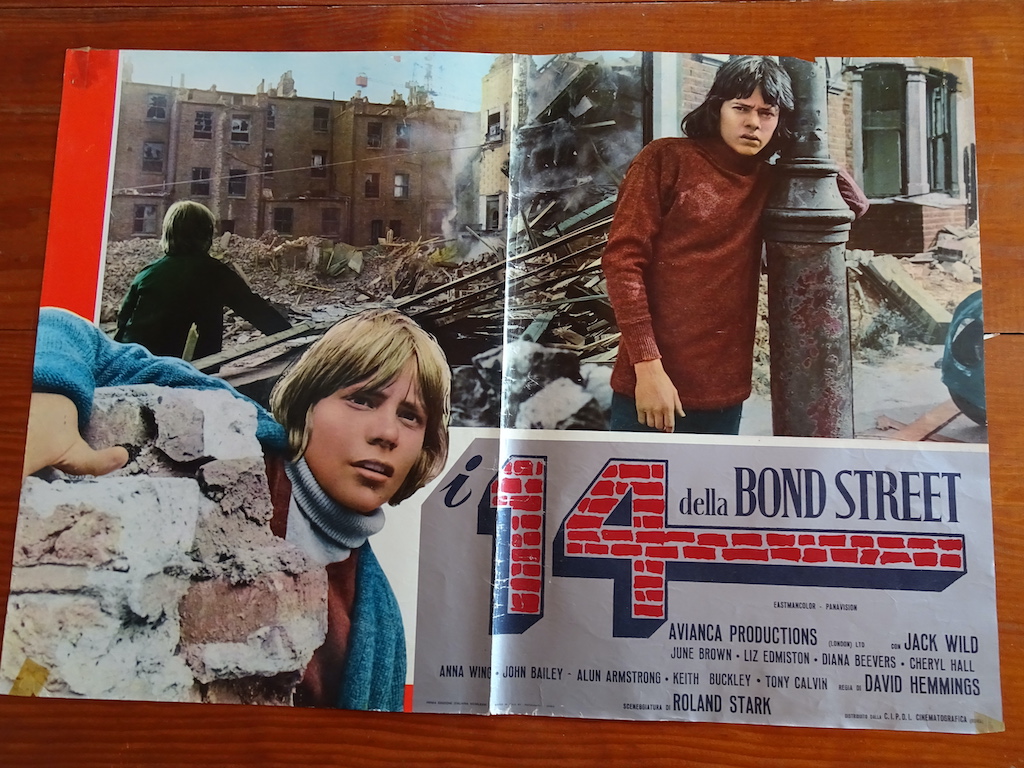 i 14 della BOND STREET
EASTMANCOLOR - PANAVISION
AVIANCA PRODUCTIONS (LONDON) LTD CON JACK WILD
JUNE BROWN • LIZ EDMISTON • DIANA BEEVERS • CHERYL HALL
ANNA WING • JOHN BAILEY - ALUN ARMSTRONG • KEITH BUCKLEY • TONY CALVIN REGIA DI DAVID HEMMINGS
SCENEGGIATURA DI ROLAND STARK
DISTRIBUITO DALLA C.I.P.DI. CINEMATOGRAFICA